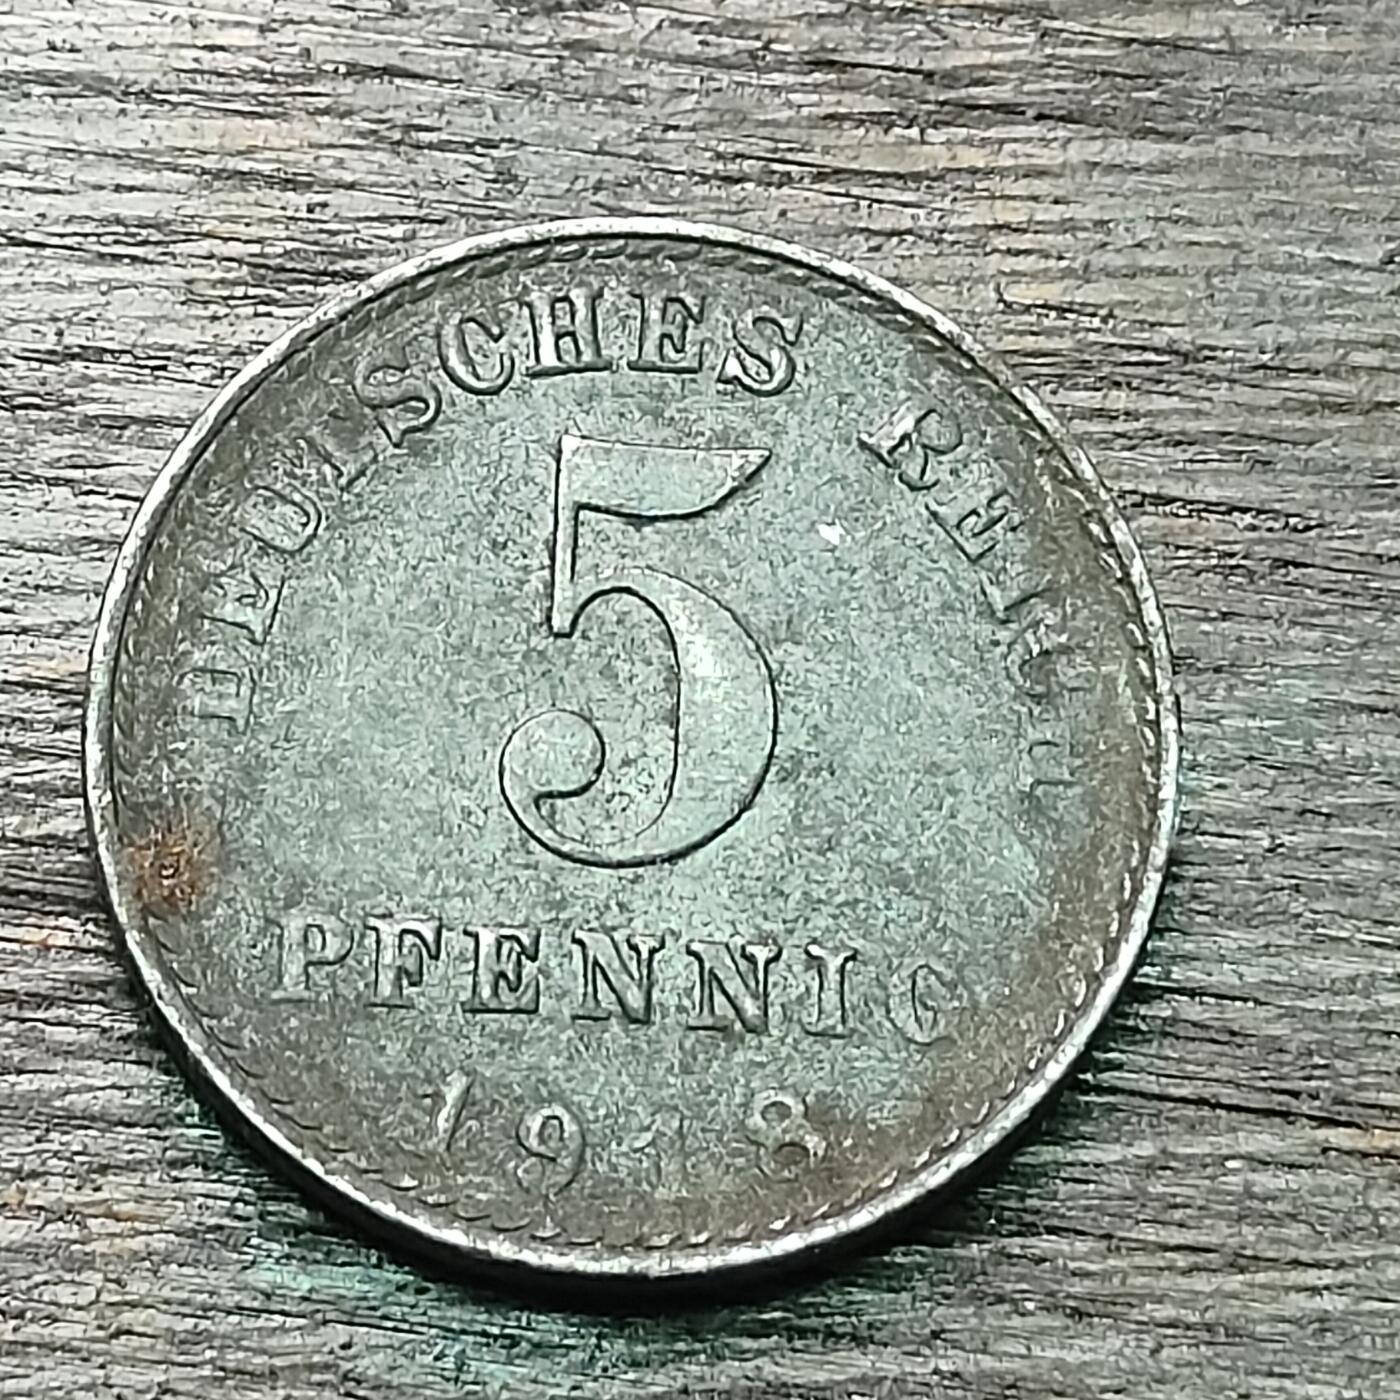 DEUTSCHES REICH
5
PFENNIG
1918